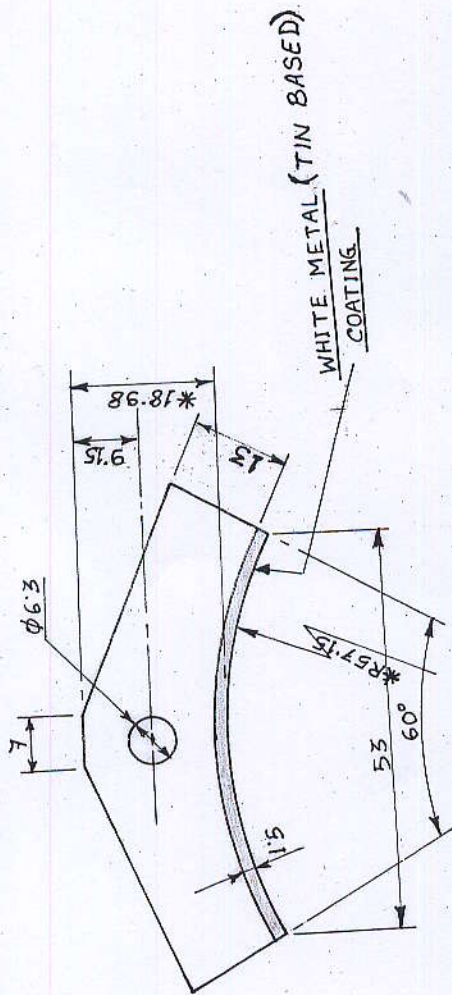 7
φ6.3
9.15
*18.98
13
WHITE METAL (TIN BASED)
COATING
*R57.15
1.5
53
60°